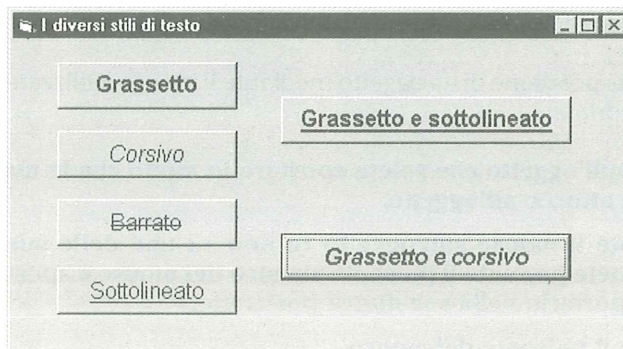 I diversi stili di testo
Grassetto
Corsivo
Barrato
Sottolineato
Grassetto e sottolineato
Grassetto e corsivo